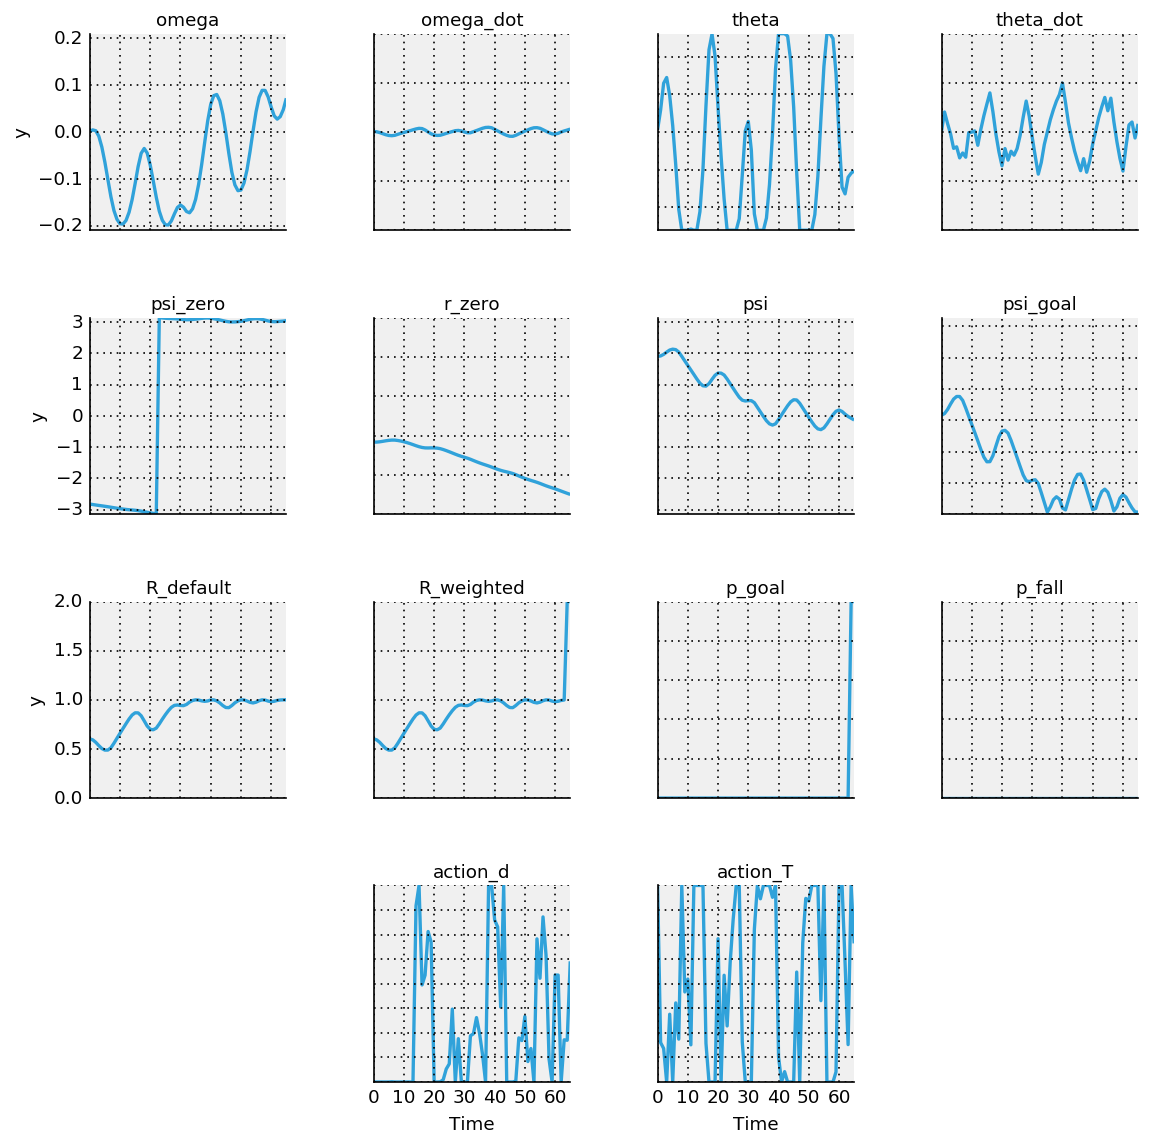 omega omega_dot theta theta_dot
0.2
0.1
0.0
−0.1
−0.2
y
psi_zero r_zero psi psi_goal
3
2
1
0
−1
−2
−3
y
R_default R_weighted p_goal p_fall
2.0
1.5
1.0
0.5
0.0
y
action_d action_T
0 10 20 30 40 50 60 0 10 20 30 40 50 60
Time Time